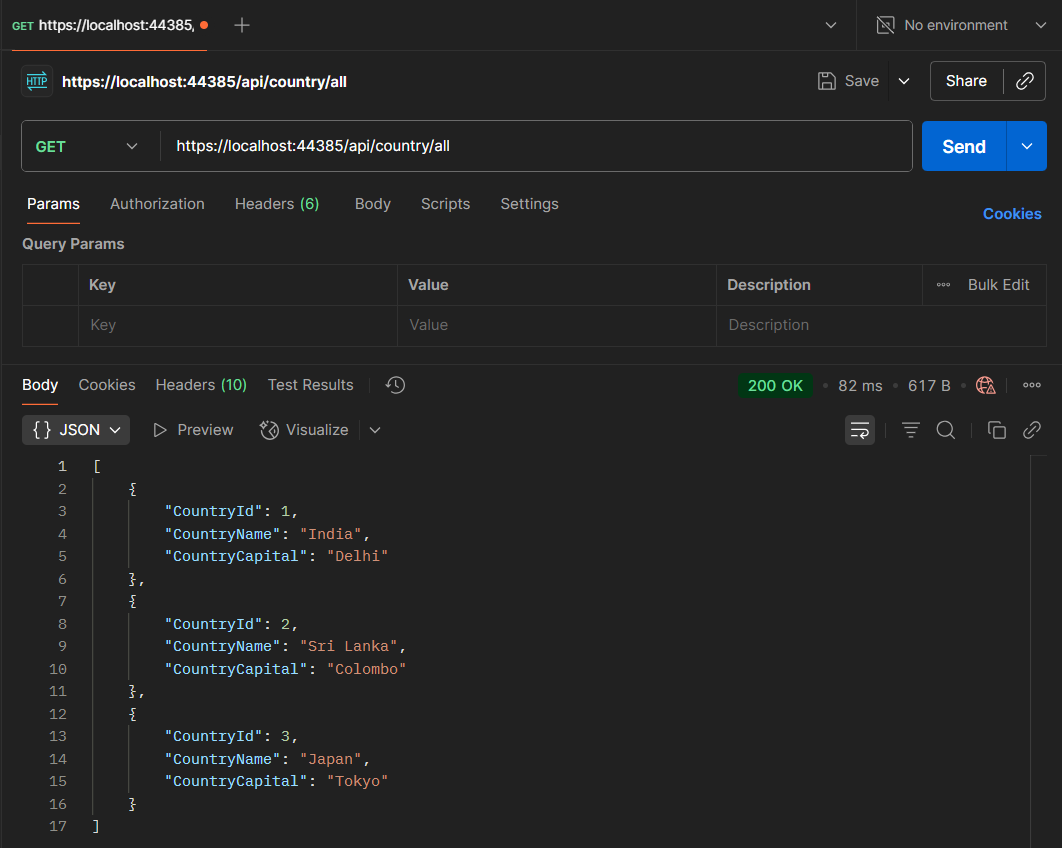 GET https://localhost:44385,
No environment
HTTP https://localhost:44385/api/country/all
Save
Share
GET https://localhost:44385/api/country/all
Send
Params Authorization Headers (6) Body Scripts Settings
Cookies
Query Params
Key Value Description Bulk Edit
Key Value Description
Body Cookies Headers (10) Test Results
200 OK • 82 ms • 617 B •
{} JSON Preview Visualize
1 [
2 {
3 "CountryId": 1,
4 "CountryName": "India",
5 "CountryCapital": "Delhi"
6 },
7 {
8 "CountryId": 2,
9 "CountryName": "Sri Lanka",
10 "CountryCapital": "Colombo"
11 },
12 {
13 "CountryId": 3,
14 "CountryName": "Japan",
15 "CountryCapital": "Tokyo"
16 }
17 ]